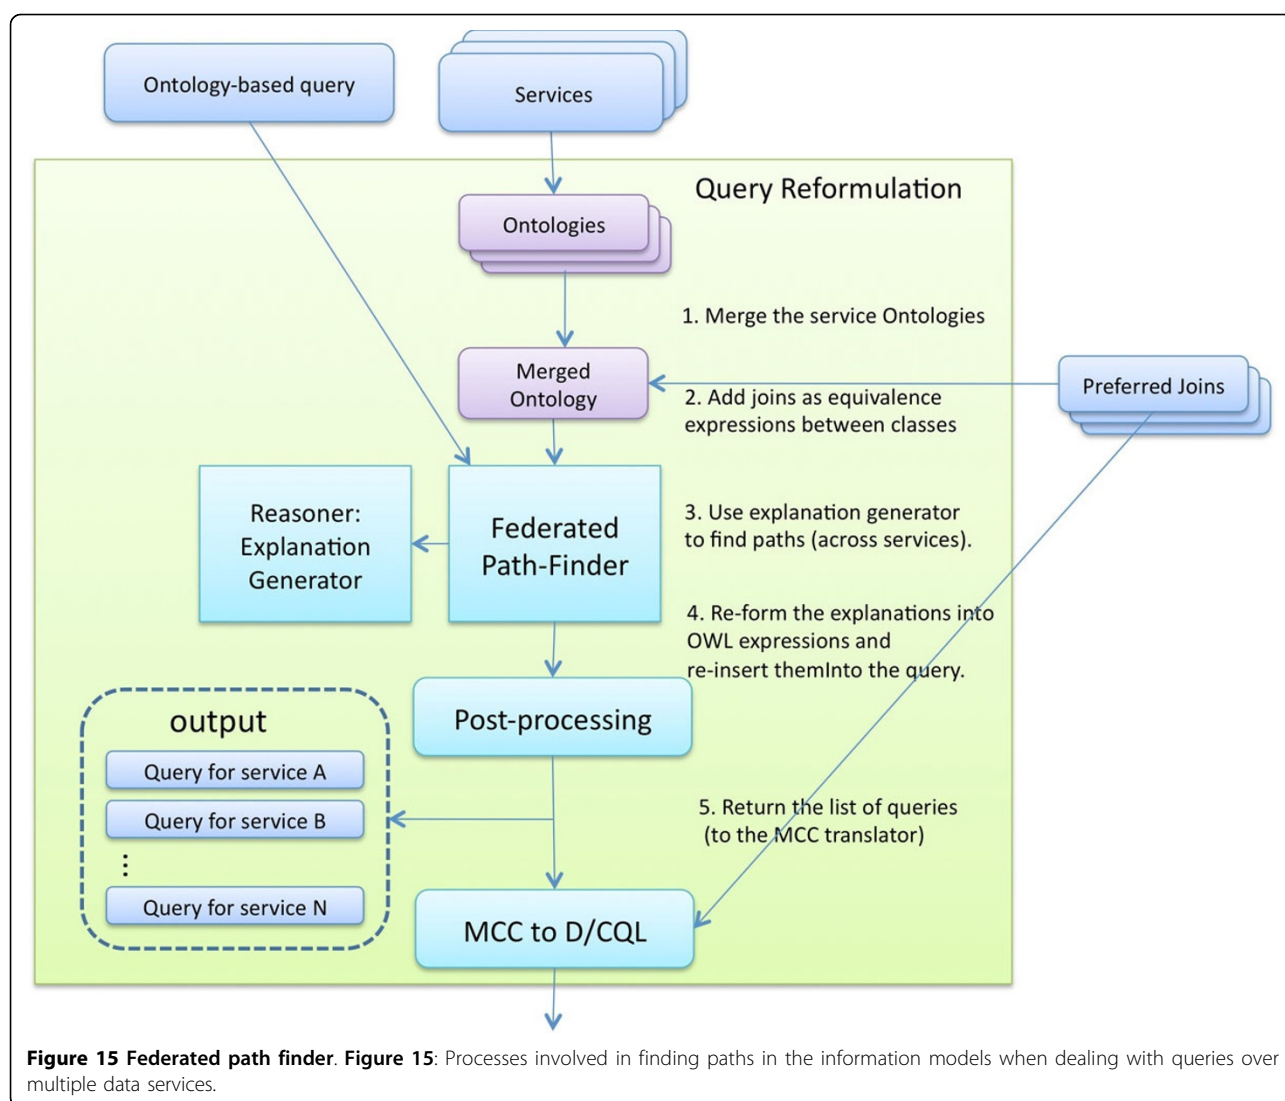 Ontology-based query
Services
Query Reformulation
Ontologies
1. Merge the service Ontologies
Merged
Ontology
Preferred Joins
2. Add joins as equivalence
expressions between classes
Reasoner:
Explanation
Generator
Federated
Path-Finder
3. Use explanation generator
to find paths (across services).
4. Re-form the explanations into
OWL expressions and
re-insert themInto the query.
Post-processing
output
Query for service A
Query for service B
⋮
Query for service N
5. Return the list of queries
(to the MCC translator)
MCC to D/CQL
Figure 15 Federated path finder. Figure 15: Processes involved in finding paths in the information models when dealing with queries over
multiple data services.